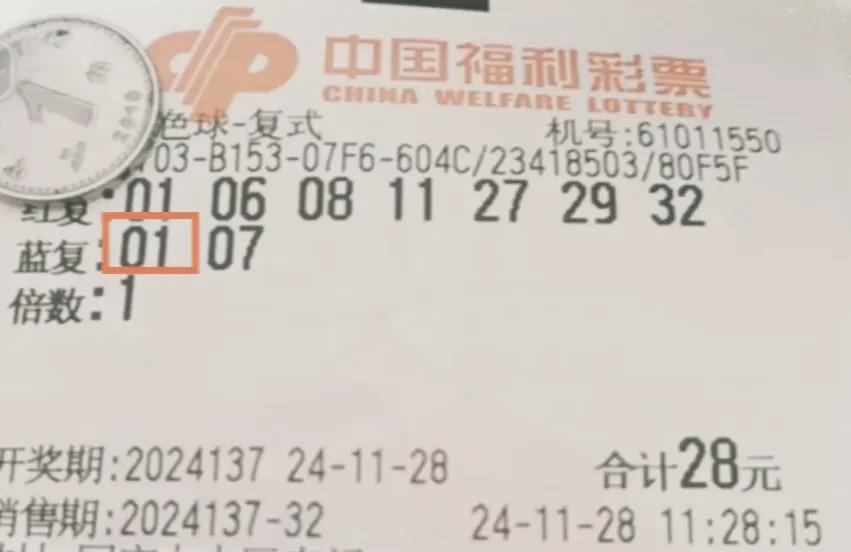 中国福利彩票
CHINA WELFARE LOTTERY
色球-复式 机号:61011550
703-B153-07F6-604C/23418503/80F5F
红复:01 06 08 11 27 29 32
蓝复:01 07
倍数:1
开奖期:2024137 24-11-28 合计28元
销售期:2024137-32 24-11-28 11:28:15